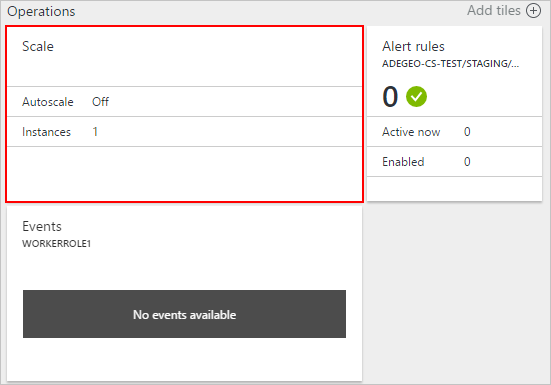 Operations
Add tiles
Scale
Autoscale Off
Instances 1
Alert rules
ADEGEO-CS-TEST/STAGING/...
0
Active now 0
Enabled 0
Events
WORKERROLE1
No events available